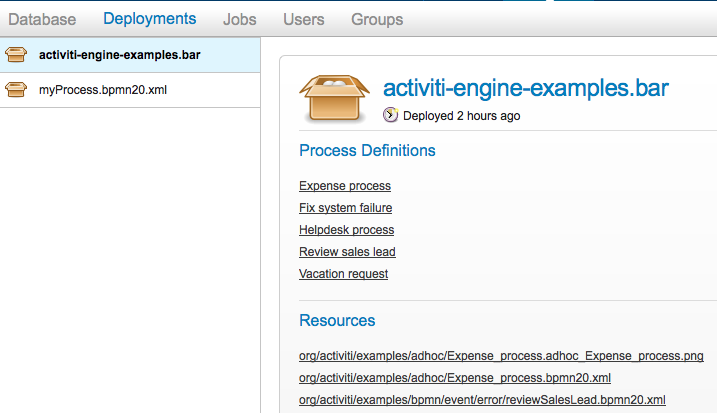 Database Deployments Jobs Users Groups
activiti-engine-examples.bar
myProcess.bpmn20.xml
activiti-engine-examples.bar
Deployed 2 hours ago
Process Definitions
Expense process
Fix system failure
Helpdesk process
Review sales lead
Vacation request
Resources
org/activiti/examples/adhoc/Expense_process.adhoc_Expense_process.png
org/activiti/examples/adhoc/Expense_process.bpmn20.xml
org/activiti/examples/bpmn/event/error/reviewSalesLead.bpmn20.xml